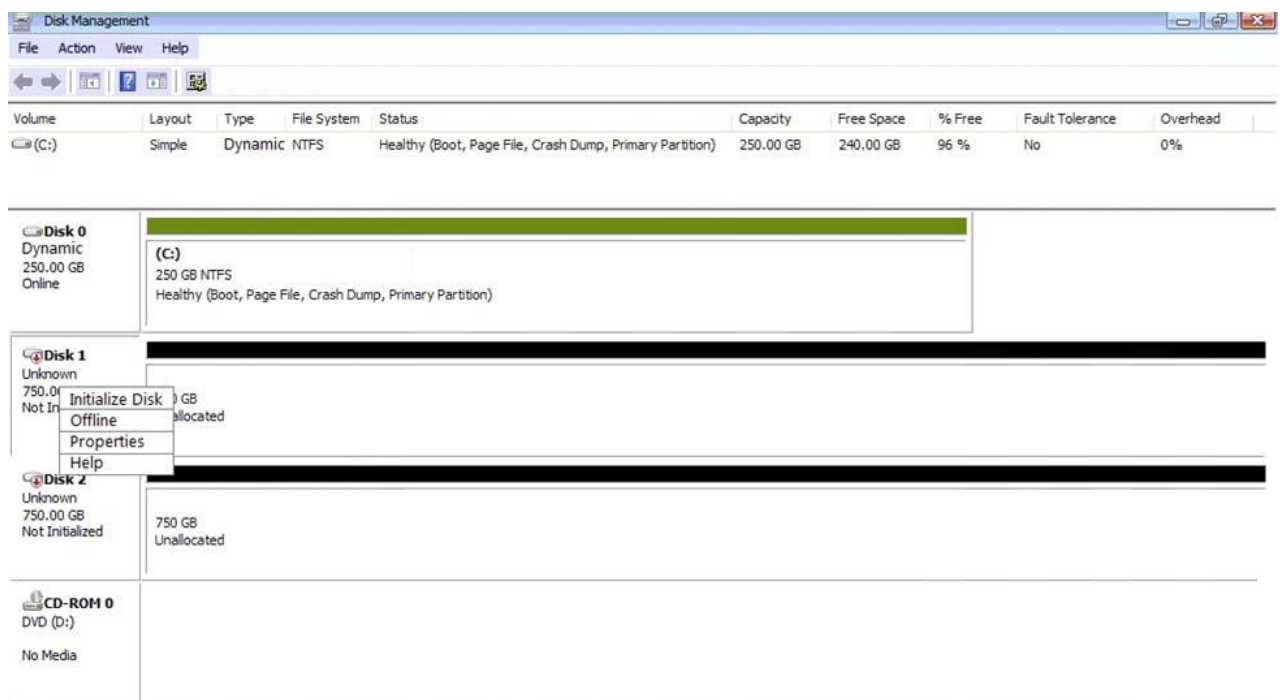 Disk Management
File Action View Help
Volume Layout Type File System Status Capacity Free Space % Free Fault Tolerance Overhead
(C:) Simple Dynamic NTFS Healthy (Boot, Page File, Crash Dump, Primary Partition) 250.00 GB 240.00 GB 96 % No 0%
Disk 0
Dynamic
250.00 GB
Online
(C:)
250 GB NTFS
Healthy (Boot, Page File, Crash Dump, Primary Partition)
Disk 1
Unknown
Initialize Disk
Offline
Properties
Help
GB
Disk 2
Unknown
750.00 GB
Not Initialized
750 GB
Unallocated
CD-ROM 0
DVD (D:)
No Media